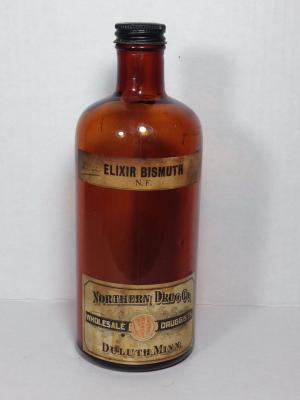 ELIXIR BISMUTH
N.F.
NORTHERN DRUG CO.
WHOLESALE DRUGGISTS
DULUTH, MINN.